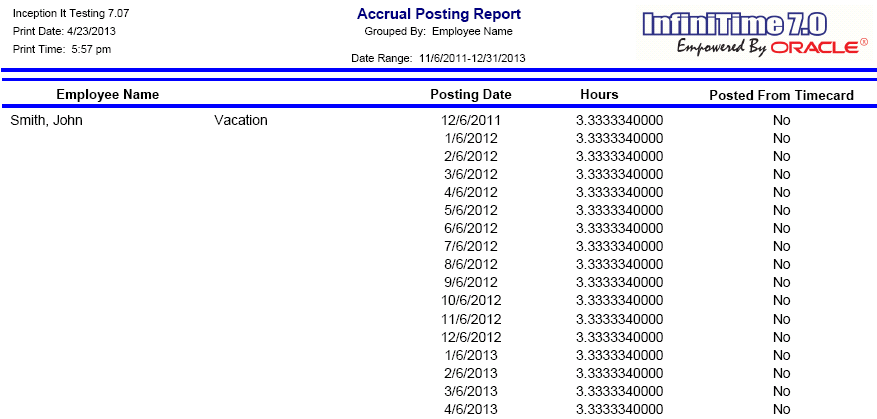 Inception It Testing 7.07
Print Date: 4/23/2013
Print Time: 5:57 pm
Accrual Posting Report
Grouped By: Employee Name
Date Range: 11/6/2011-12/31/2013
InfiniTime 7.0
Empowered By ORACLE®
Employee Name Posting Date Hours Posted From Timecard
Smith, John Vacation 12/6/2011 3.3333340000 No
1/6/2012 3.3333340000 No
2/6/2012 3.3333340000 No
3/6/2012 3.3333340000 No
4/6/2012 3.3333340000 No
5/6/2012 3.3333340000 No
6/6/2012 3.3333340000 No
7/6/2012 3.3333340000 No
8/6/2012 3.3333340000 No
9/6/2012 3.3333340000 No
10/6/2012 3.3333340000 No
11/6/2012 3.3333340000 No
12/6/2012 3.3333340000 No
1/6/2013 3.3333340000 No
2/6/2013 3.3333340000 No
3/6/2013 3.3333340000 No
4/6/2013 3.3333340000 No